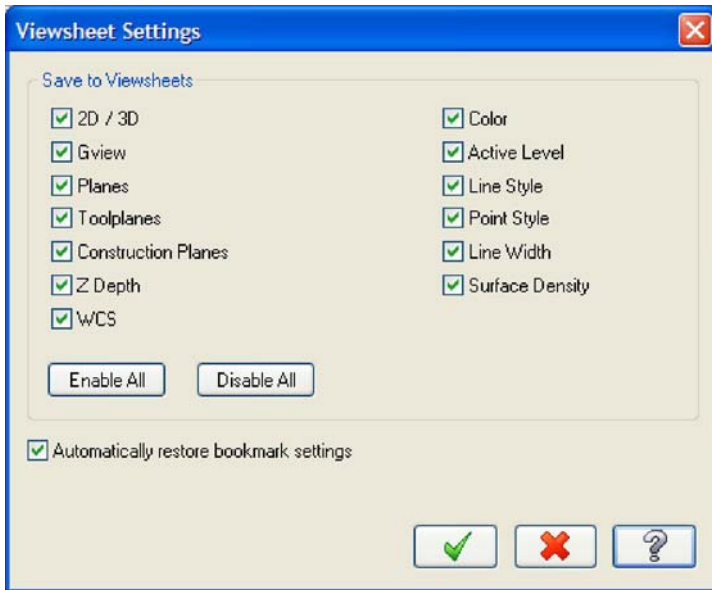 Viewsheet Settings
Save to Viewsheets
2D / 3D
Gview
Planes
Toolplanes
Construction Planes
Z Depth
WCS
Color
Active Level
Line Style
Point Style
Line Width
Surface Density
Enable All
Disable All
Automatically restore bookmark settings